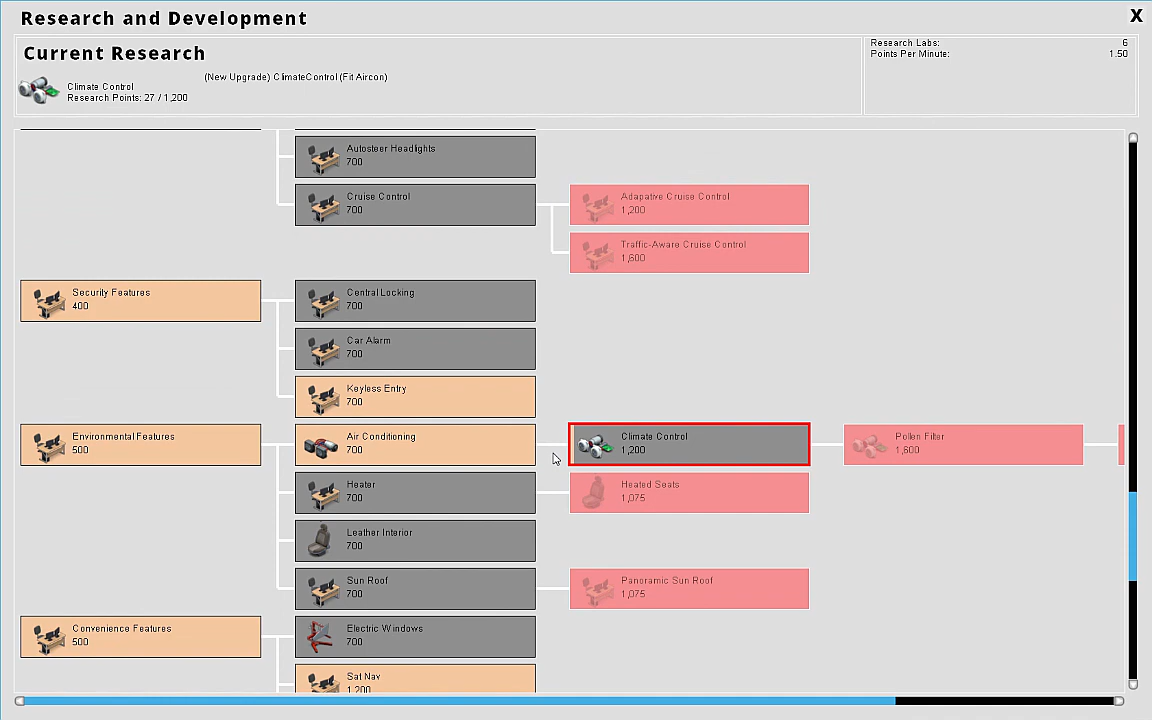 Research and Development
X
Current Research
(New Upgrade) ClimateControl (Fit Aircon)
Climate Control
Research Points: 27 / 1,200
Research Labs: 6
Points Per Minute: 1.50
Autosteer Headlights
700
Cruise Control
700
Adapative Cruise Control
1,200
Traffic-Aware Cruise Control
1,600
Security Features
400
Central Locking
700
Car Alarm
700
Keyless Entry
700
Environmental Features
500
Air Conditioning
700
Climate Control
1,200
Pollen Filter
1,600
Heater
700
Heated Seats
1,075
Leather Interior
700
Sun Roof
700
Panoramic Sun Roof
1,075
Convenience Features
500
Electric Windows
700
Sat Nav
1,200